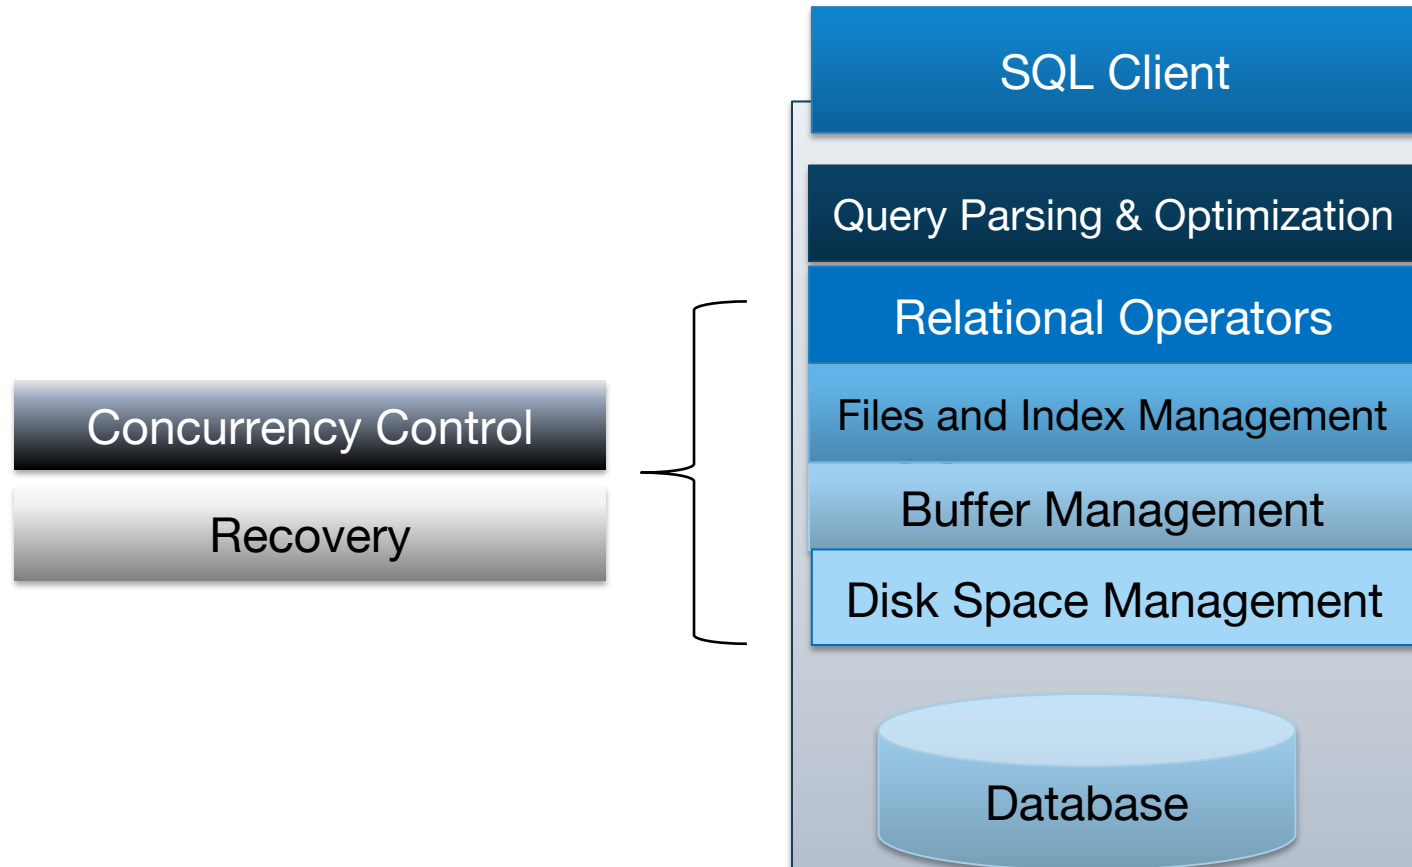 SQL Client
Query Parsing & Optimization
Relational Operators
Files and Index Management
Buffer Management
Disk Space Management
Database
Concurrency Control
Recovery